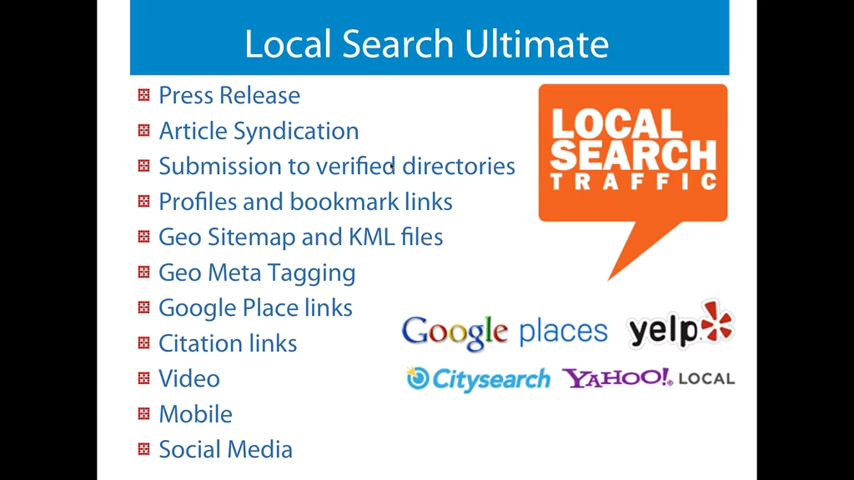 Local Search Ultimate
Press Release
Article Syndication
Submission to verified directories
Profiles and bookmark links
Geo Sitemap and KML files
Geo Meta Tagging
Google Place links
Citation links
Video
Mobile
Social Media
LOCAL
SEARCH
TRAFFIC
Google places
yelp
Citysearch
YAHOO! LOCAL